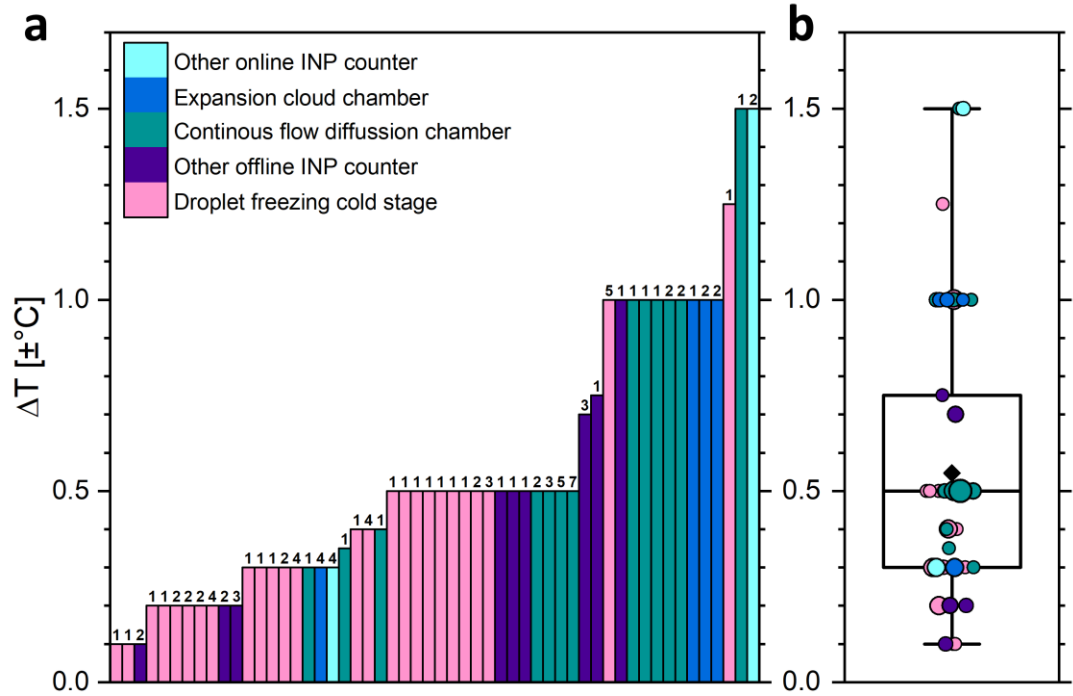 a
b
Other online INP counter
Expansion cloud chamber
Continous flow diffussion chamber
Other offline INP counter
Droplet freezing cold stage
ΔT [±°C]
1.5
1.0
0.5
0.0
1 1 2
1 1 2 2 2 4 2 3
1 1 1 2 4 1 4 4
1
1 4 1
1 1 1 1 1 1 1 2 3 1 1 1 2 3 5 7
3
1
5 1 1 1 1 2 2 1 2 2
1
1 2
1.5
1.0
0.5
0.0